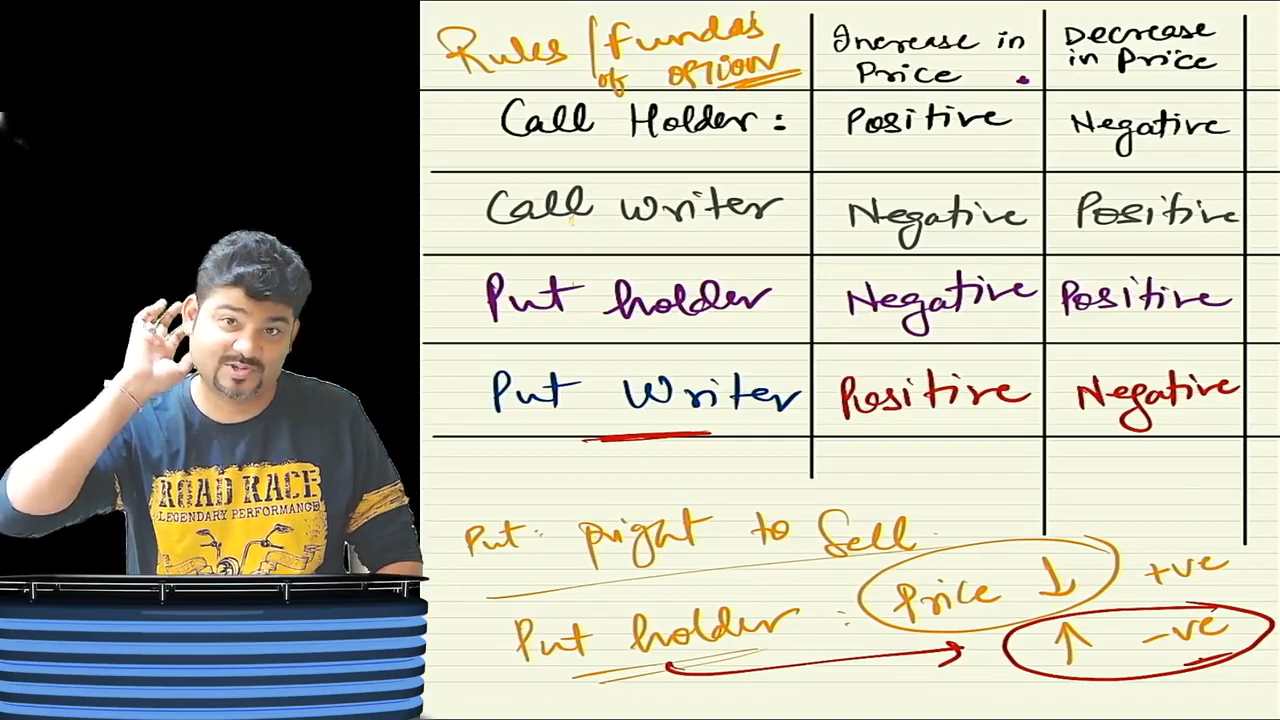 Rules / fundas of option
Increase in Price
Decrease in Price
Call Holder: Positive Negative
Call Writer Negative Positive
Put holder Negative Positive
Put Writer Positive Negative
Put: right to Sell
Put holder: Price ↓ +ve
↑ -ve
ROAD RACE
LEGENDARY PERFORMANCE